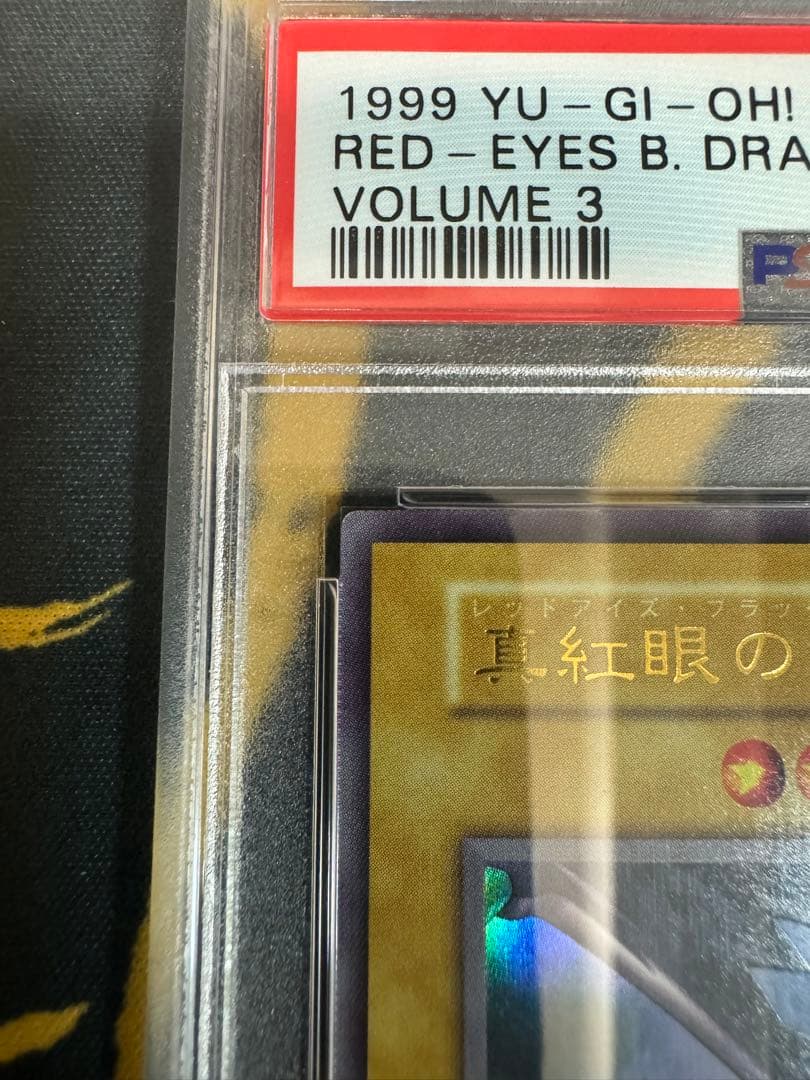 1999 YU-GI-OH!
RED-EYES B. DRA
VOLUME 3
PS
レッドアイズ・ブラッ
真紅眼の